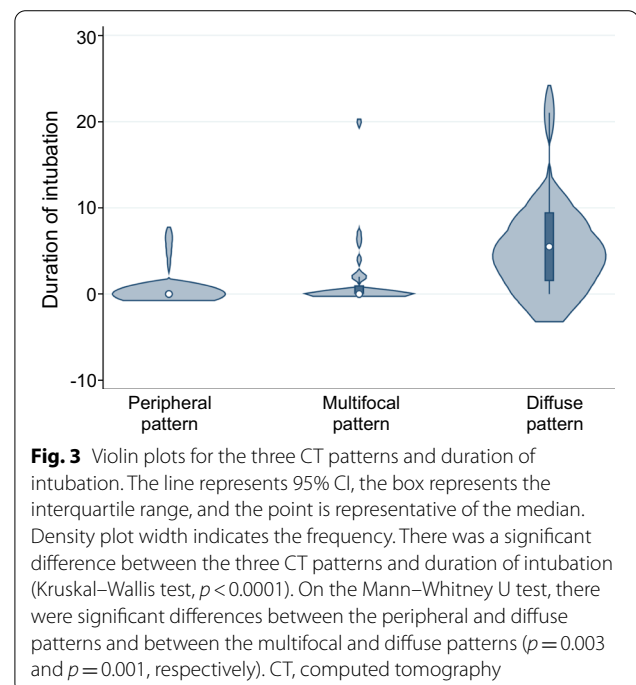 30
20
10
0
-10
Duration of intubation
Peripheral pattern
Multifocal pattern
Diffuse pattern
Fig. 3 Violin plots for the three CT patterns and duration of
intubation. The line represents 95% CI, the box represents the
interquartile range, and the point is representative of the median.
Density plot width indicates the frequency. There was a significant
difference between the three CT patterns and duration of intubation
(Kruskal–Wallis test, p < 0.0001). On the Mann–Whitney U test, there
were significant differences between the peripheral and diffuse
patterns and between the multifocal and diffuse patterns (p = 0.003
and p = 0.001, respectively). CT, computed tomography